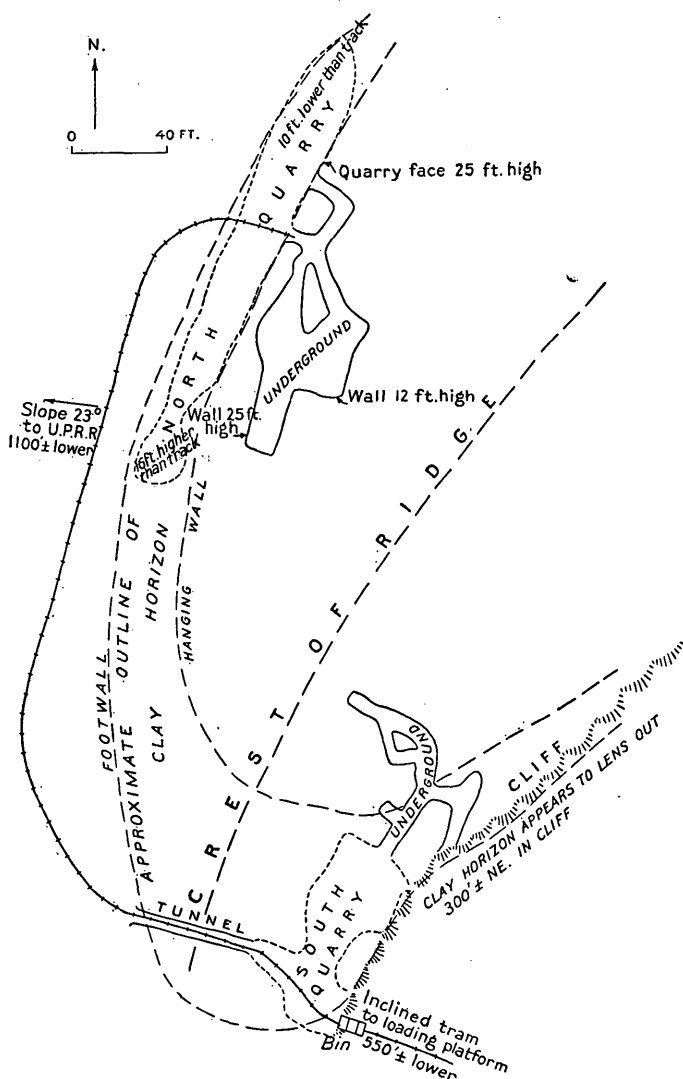 N.
0 40 FT.
10 ft. lower than track
NORTH QUARRY
Quarry face 25 ft. high
UNDERGROUND
Wall 12 ft. high
Wall 25 ft.
high
Slope 23°
to U.P.R.R
1100'± lower
16ft. higher
than track
HANGING WALL
FOOTWALL
APPROXIMATE OUTLINE OF
CLAY HORIZON
CREST OF RIDGE
UNDERGROUND
UNDERGROUND
CLIFF
CLAY HORIZON APPEARS TO LENS OUT
300'± NE. IN CLIFF
TUNNEL
SOUTH
QUARRY
Inclined tram
to loading platform
550'± lower
Bin